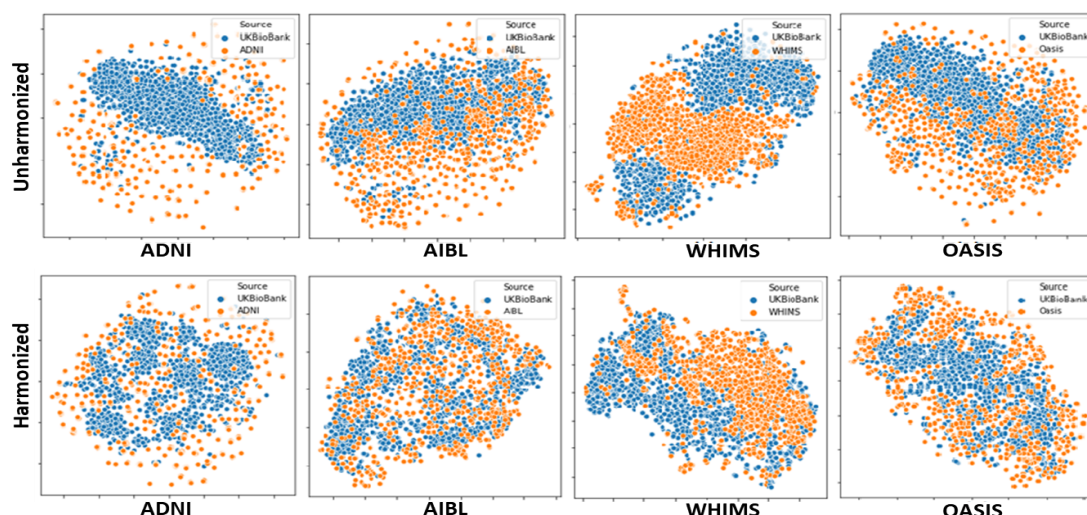 Unharmonized
Source
UKBioBank
ADNI
Source
UKBioBank
AIBL
Source
UKBioBank
WHIMS
Source
UKBioBank
Oasis
ADNI
AIBL
WHIMS
OASIS
Harmonized
Source
UKBioBank
ADNI
Source
UKBioBank
AIBL
Source
UKBioBank
WHIMS
Source
UKBioBank
Oasis
ADNI
AIBL
WHIMS
OASIS